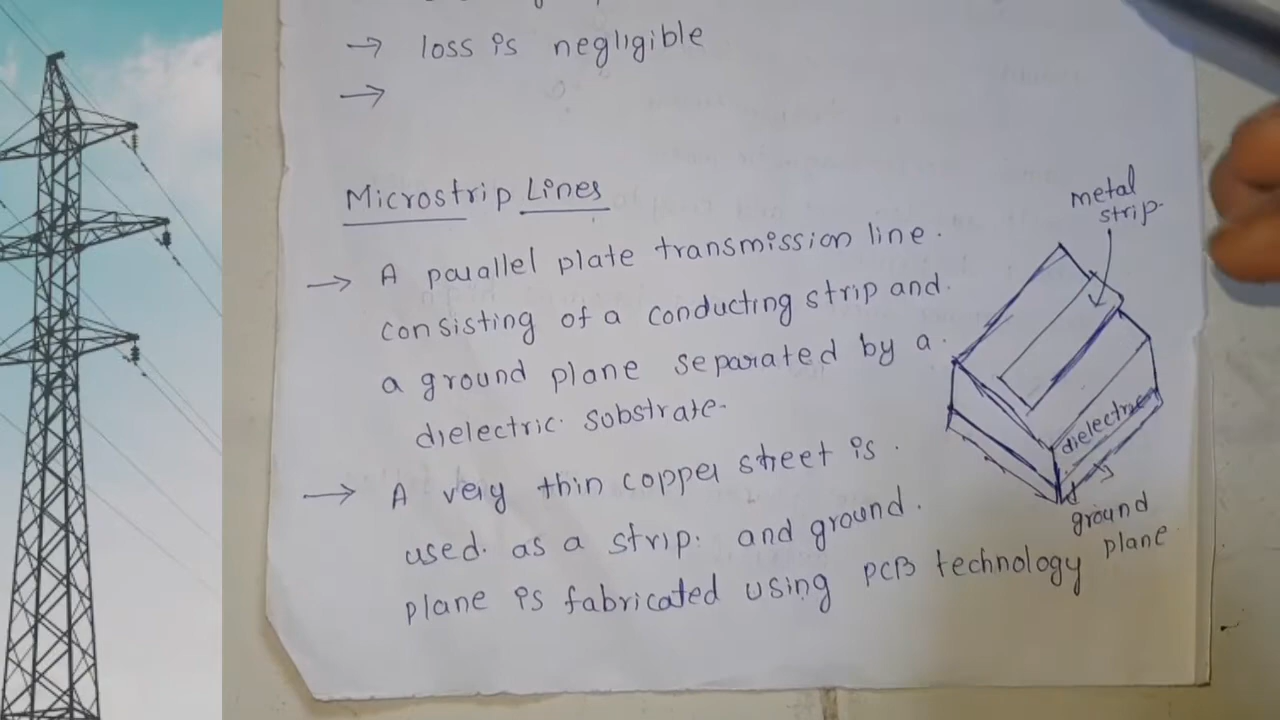 → loss is negligible
→
Microstrip Lines
→ A parallel plate transmission line.
consisting of a conducting strip and.
a ground plane separated by a.
dielectric. substrate.
→ A very thin copper sheet is.
used. as a strip. and ground.
plane is fabricated using PCB technology
metal
strip.
dielectric
ground
plane